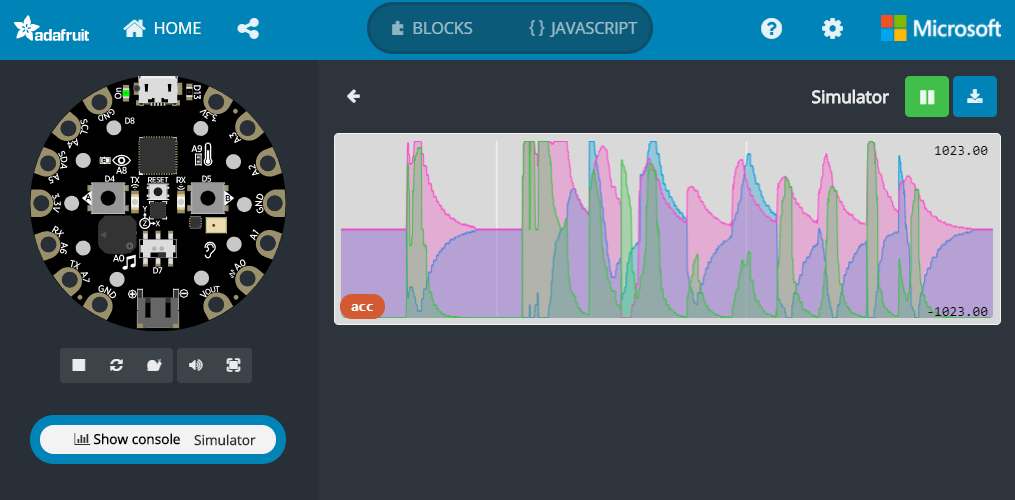 adafruit HOME BLOCKS {} JAVASCRIPT ? Microsoft
Simulator
1023.00
acc
-1023.00
ON
D13
GND
3.3V
D8
SCL
A4
A3
A9
SDA
A5
A8
A2
D4
TX
RESET
RX
D5
A
B
3.3V
GND
Y
Z
X
RX
A6
A1
A0
D7
TX
A7
A0
GND
VOUT
Show console Simulator